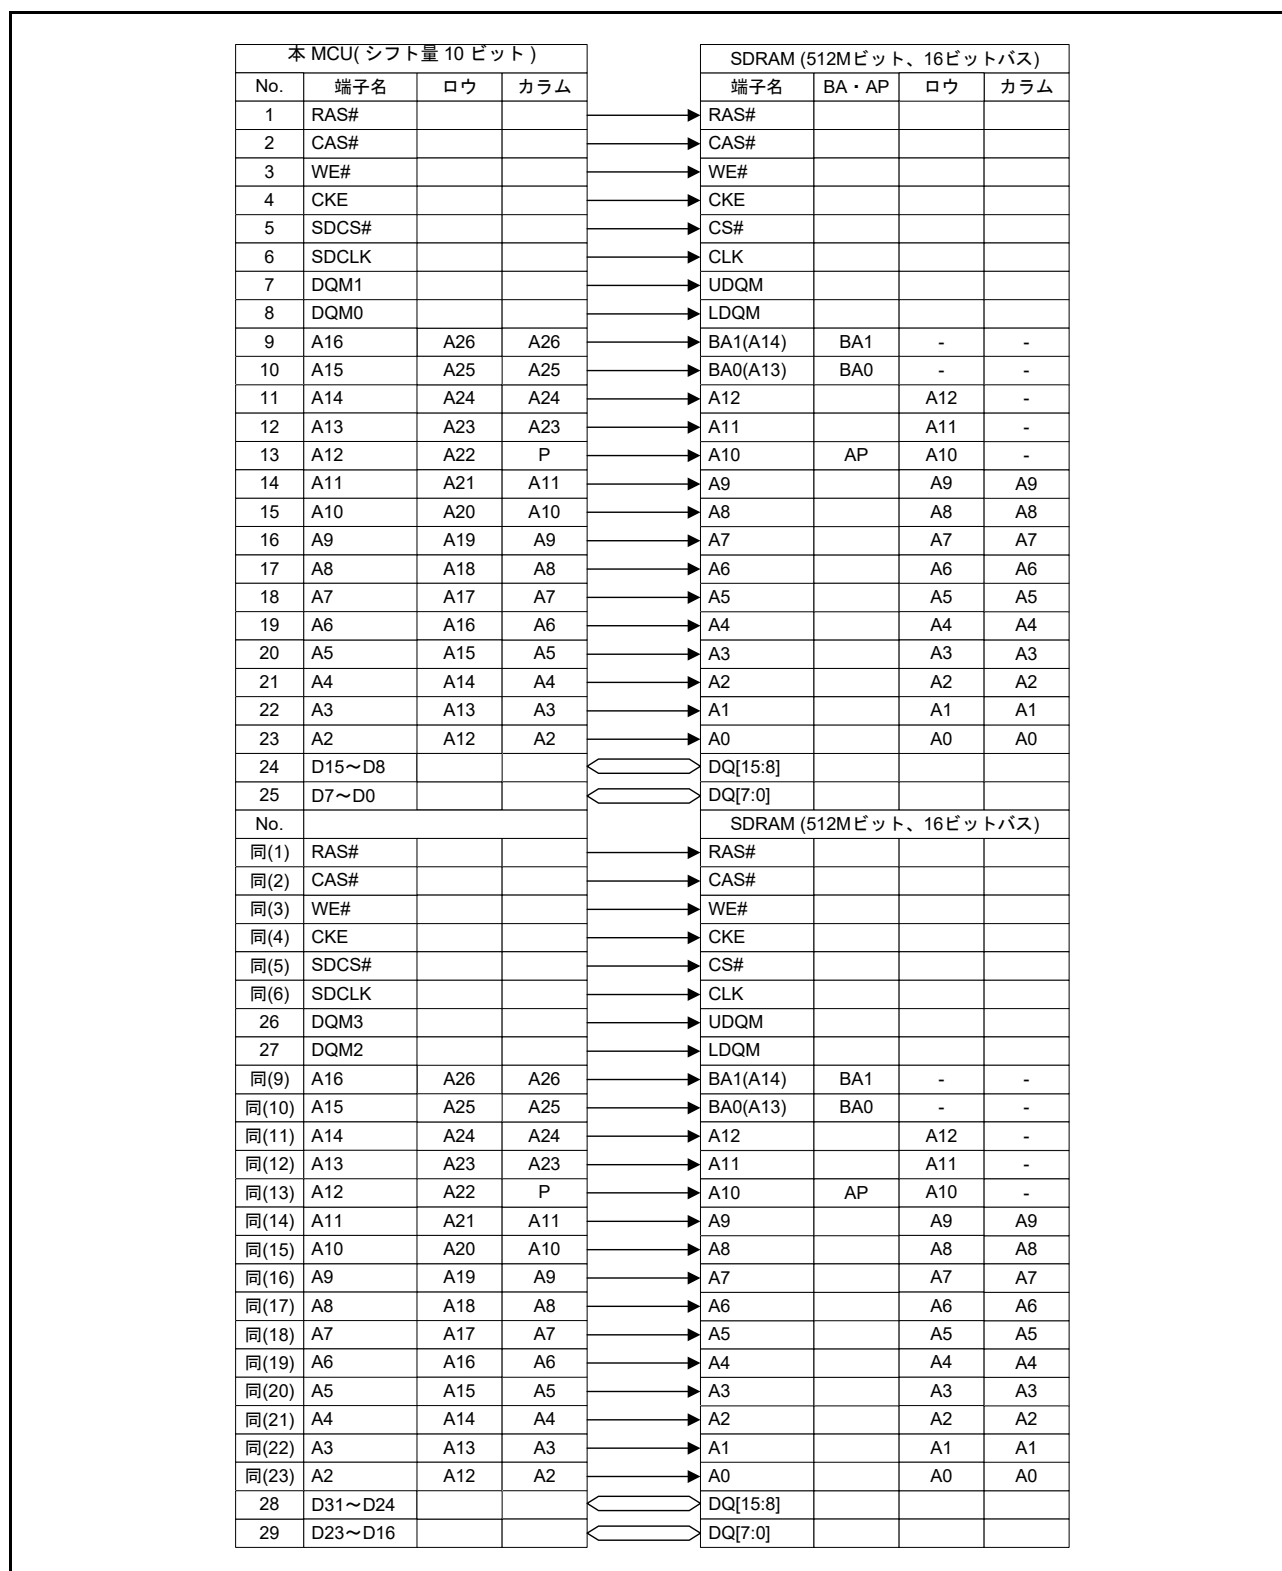 本 MCU( シフト量 10 ビット ) SDRAM (512Mビット、16ビットバス)
No. 端子名 ロウ カラム 端子名 BA・AP ロウ カラム
1 RAS# RAS#
2 CAS# CAS#
3 WE# WE#
4 CKE CKE
5 SDCS# CS#
6 SDCLK CLK
7 DQM1 UDQM
8 DQM0 LDQM
9 A16 A26 A26 BA1(A14) BA1 - -
10 A15 A25 A25 BA0(A13) BA0 - -
11 A14 A24 A24 A12 A12 -
12 A13 A23 A23 A11 A11 -
13 A12 A22 P A10 AP A10 -
14 A11 A21 A11 A9 A9 A9
15 A10 A20 A10 A8 A8 A8
16 A9 A19 A9 A7 A7 A7
17 A8 A18 A8 A6 A6 A6
18 A7 A17 A7 A5 A5 A5
19 A6 A16 A6 A4 A4 A4
20 A5 A15 A5 A3 A3 A3
21 A4 A14 A4 A2 A2 A2
22 A3 A13 A3 A1 A1 A1
23 A2 A12 A2 A0 A0 A0
24 D15～D8 DQ[15:8]
25 D7～D0 DQ[7:0]
No. SDRAM (512Mビット、16ビットバス)
同(1) RAS# RAS#
同(2) CAS# CAS#
同(3) WE# WE#
同(4) CKE CKE
同(5) SDCS# CS#
同(6) SDCLK CLK
26 DQM3 UDQM
27 DQM2 LDQM
同(9) A16 A26 A26 BA1(A14) BA1 - -
同(10) A15 A25 A25 BA0(A13) BA0 - -
同(11) A14 A24 A24 A12 A12 -
同(12) A13 A23 A23 A11 A11 -
同(13) A12 A22 P A10 AP A10 -
同(14) A11 A21 A11 A9 A9 A9
同(15) A10 A20 A10 A8 A8 A8
同(16) A9 A19 A9 A7 A7 A7
同(17) A8 A18 A8 A6 A6 A6
同(18) A7 A17 A7 A5 A5 A5
同(19) A6 A16 A6 A4 A4 A4
同(20) A5 A15 A5 A3 A3 A3
同(21) A4 A14 A4 A2 A2 A2
同(22) A3 A13 A3 A1 A1 A1
同(23) A2 A12 A2 A0 A0 A0
28 D31～D24 DQ[15:8]
29 D23～D16 DQ[7:0]